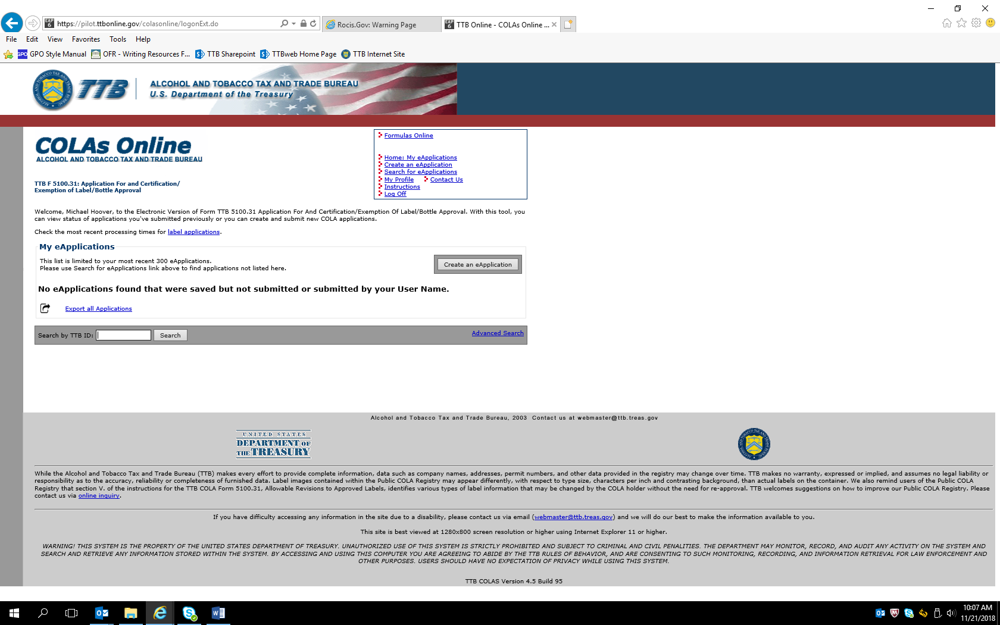 https://pilot.ttbonline.gov/colasonline/logonExt.do
Rocis.Gov: Warning Page
TTB Online - COLAs Online ...
File Edit View Favorites Tools Help
GPO Style Manual OFR - Writing Resources F... TTB Sharepoint TTBweb Home Page TTB Internet Site
TTB
ALCOHOL AND TOBACCO TAX AND TRADE BUREAU
U.S. Department of the Treasury
COLAs Online
ALCOHOL AND TOBACCO TAX AND TRADE BUREAU
Formulas Online
Home: My eApplications
Create an eApplication
Search for eApplications
My Profile Contact Us
Instructions
Log Off
TTB F 5100.31: Application For and Certification/
Exemption of Label/Bottle Approval
Welcome, Michael Hoover, to the Electronic Version of Form TTB 5100.31 Application For And Certification/Exemption Of Label/Bottle Approval. With this tool, you
can view status of applications you've submitted previously or you can create and submit new COLA applications.
Check the most recent processing times for label applications.
My eApplications
This list is limited to your most recent 300 eApplications.
Please use Search for eApplications link above to find applications not listed here.
Create an eApplication
No eApplications found that were saved but not submitted or submitted by your User Name.
Export all Applications
Search by TTB ID: Search Advanced Search
Alcohol and Tobacco Tax and Trade Bureau, 2003 Contact us at webmaster@ttb.treas.gov
UNITED STATES
DEPARTMENT OF
THE TREASURY
While the Alcohol and Tobacco Tax and Trade Bureau (TTB) makes every effort to provide complete information, data such as company names, addresses, permit numbers, and other data provided in the registry may change over time. TTB makes no warranty, expressed or implied, and assumes no legal liability or
responsibility as to the accuracy, reliability or completeness of furnished data. Label images contained within the Public COLA Registry may appear differently, with respect to type size, characters per inch and contrasting background, than actual labels on the container. We also remind users of the Public COLA
Registry that section V. of the instructions for the TTB COLA Form 5100.31, Allowable Revisions to Approved Labels, identifies various types of label information that may be changed by the COLA holder without the need for re-approval. TTB welcomes suggestions on how to improve our Public COLA Registry. Please
contact us via online inquiry.
If you have difficulty accessing any information in the site due to a disability, please contact us via email (webmaster@ttb.treas.gov) and we will do our best to make the information available to you.
This site is best viewed at 1280x800 screen resolution or higher using Internet Explorer 11 or higher.
WARNING! THIS SYSTEM IS THE PROPERTY OF THE UNITED STATES DEPARTMENT OF TREASURY. UNAUTHORIZED USE OF THIS SYSTEM IS STRICTLY PROHIBITED AND SUBJECT TO CRIMINAL AND CIVIL PENALITIES. THE DEPARTMENT MAY MONITOR, RECORD, AND AUDIT ANY ACTIVITY ON THE SYSTEM AND
SEARCH AND RETRIEVE ANY INFORMATION STORED WITHIN THE SYSTEM. BY ACCESSING AND USING THIS COMPUTER YOU ARE AGREEING TO ABIDE BY THE TTB RULES OF BEHAVIOR, AND ARE CONSENTING TO SUCH MONITORING, RECORDING, AND INFORMATION RETRIEVAL FOR LAW ENFORCEMENT AND
OTHER PURPOSES. USERS SHOULD HAVE NO EXPECTATION OF PRIVACY WHILE USING THIS SYSTEM.
TTB COLAS Version 4.5 Build 95
10:07 AM
11/21/2018